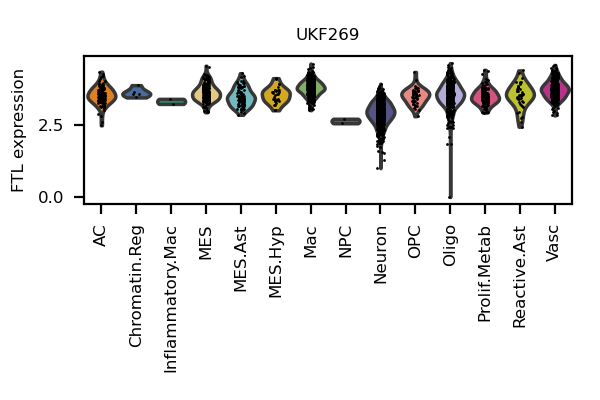 UKF269
FTL expression
2.5
0.0
AC
Chromatin.Reg
Inflammatory.Mac
MES
MES.Ast
MES.Hyp
Mac
NPC
Neuron
OPC
Oligo
Prolif.Metab
Reactive.Ast
Vasc